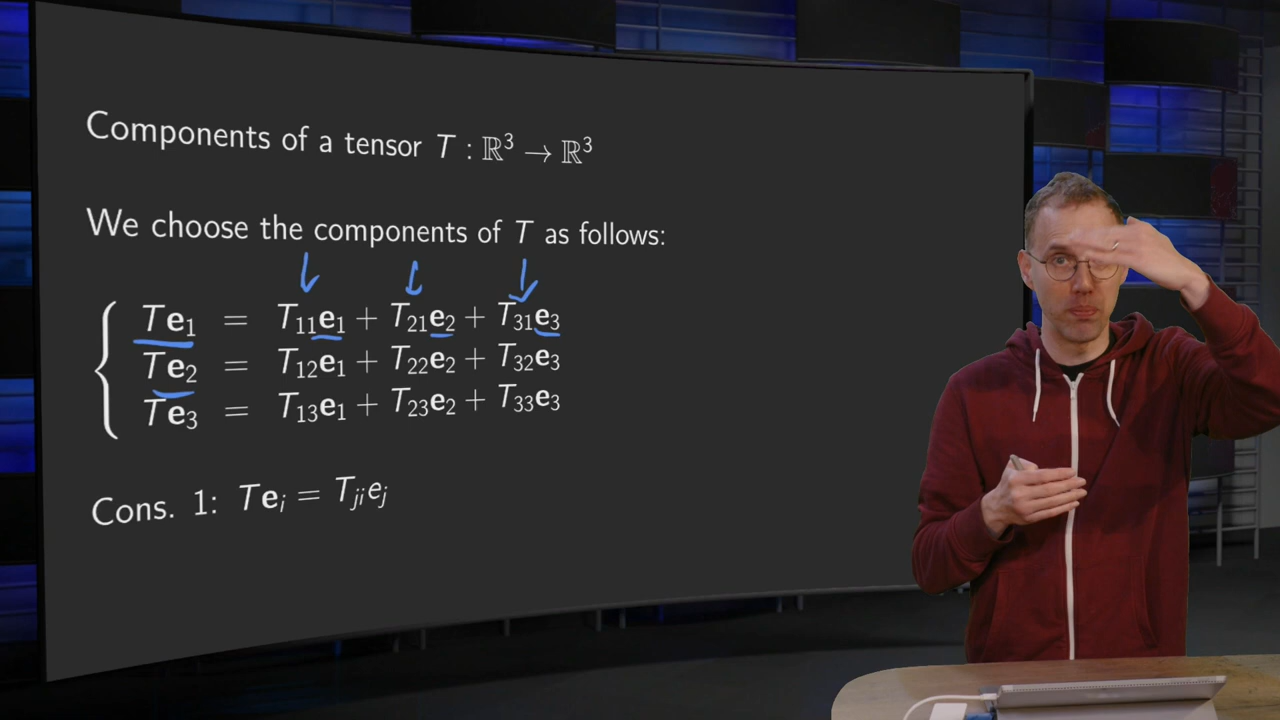 Components of a tensor T : ℝ³ → ℝ³
We choose the components of T as follows:
Te₁ = T₁₁e₁ + T₂₁e₂ + T₃₁e₃
Te₂ = T₁₂e₁ + T₂₂e₂ + T₃₂e₃
Te₃ = T₁₃e₁ + T₂₃e₂ + T₃₃e₃
Cons. 1: Teᵢ = Tⱼᵢeⱼ